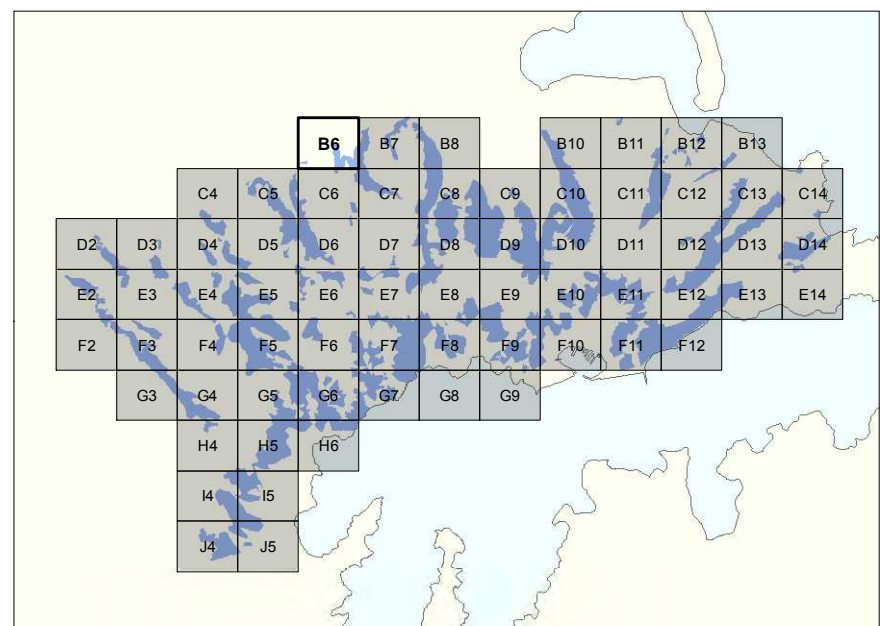 B6 B7 B8 B10 B11 B12 B13
C4 C5 C6 C7 C8 C9 C10 C11 C12 C13 C14
D2 D3 D4 D5 D6 D7 D8 D9 D10 D11 D12 D13 D14
E2 E3 E4 E5 E6 E7 E8 E9 E10 E11 E12 E13 E14
F2 F3 F4 F5 F6 F7 F8 F9 F10 F11 F12
G3 G4 G5 G6 G7 G8 G9
H4 H5 H6
I4 I5
J4 J5